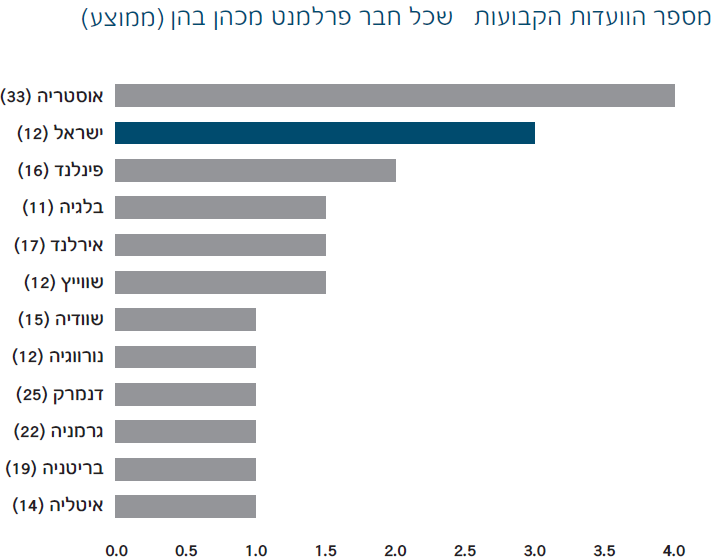 מספר הוועדות הקבועות שכל חבר פרלמנט מכהן בהן (ממוצע)
אוסטריה (33)
ישראל (12)
פינלנד (16)
בלגיה (11)
אירלנד (17)
שווייץ (12)
שוודיה (15)
נורווגיה (12)
דנמרק (25)
גרמניה (22)
בריטניה (19)
איטליה (14)
0.0 0.5 1.0 1.5 2.0 2.5 3.0 3.5 4.0